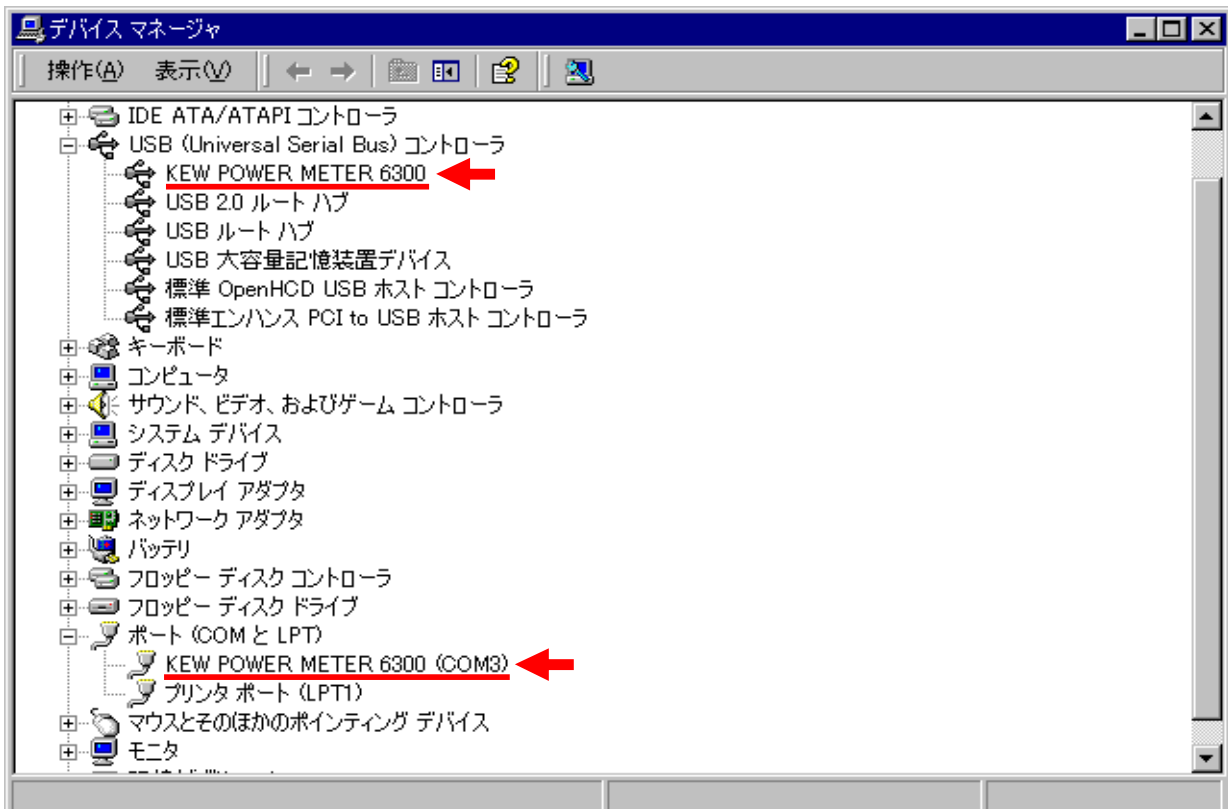 デバイス マネージャ
操作(A) 表示(V)
IDE ATA/ATAPI コントローラ
USB (Universal Serial Bus) コントローラ
KEW POWER METER 6300
USB 2.0 ルート ハブ
USB ルート ハブ
USB 大容量記憶装置デバイス
標準 OpenHCD USB ホスト コントローラ
標準エンハンス PCI to USB ホスト コントローラ
キーボード
コンピュータ
サウンド、ビデオ、およびゲーム コントローラ
システム デバイス
ディスク ドライブ
ディスプレイ アダプタ
ネットワーク アダプタ
バッテリ
フロッピー ディスク コントローラ
フロッピー ディスク ドライブ
ポート (COM と LPT)
KEW POWER METER 6300 (COM3)
プリンタ ポート (LPT1)
マウスとそのほかのポインティング デバイス
モニタ